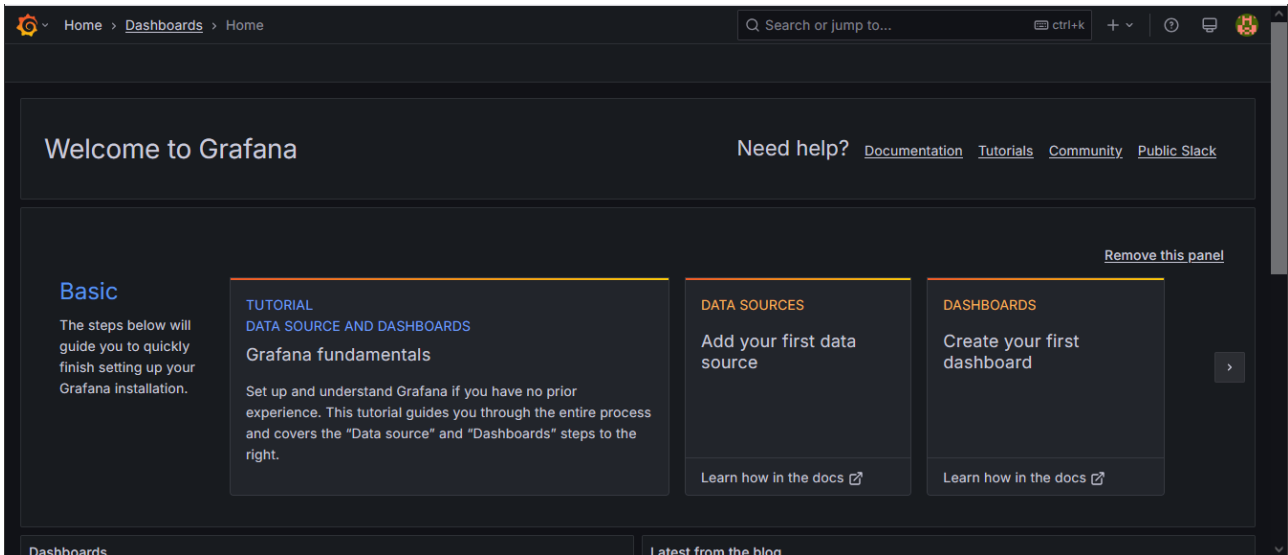 Home › Dashboards › Home
Search or jump to...
ctrl+k
Welcome to Grafana
Need help? Documentation Tutorials Community Public Slack
Remove this panel
Basic
The steps below will
guide you to quickly
finish setting up your
Grafana installation.
TUTORIAL
DATA SOURCE AND DASHBOARDS
Grafana fundamentals
Set up and understand Grafana if you have no prior
experience. This tutorial guides you through the entire process
and covers the “Data source” and “Dashboards” steps to the
right.
DATA SOURCES
Add your first data
source
Learn how in the docs
DASHBOARDS
Create your first
dashboard
Learn how in the docs
Dashboards
Latest from the blog